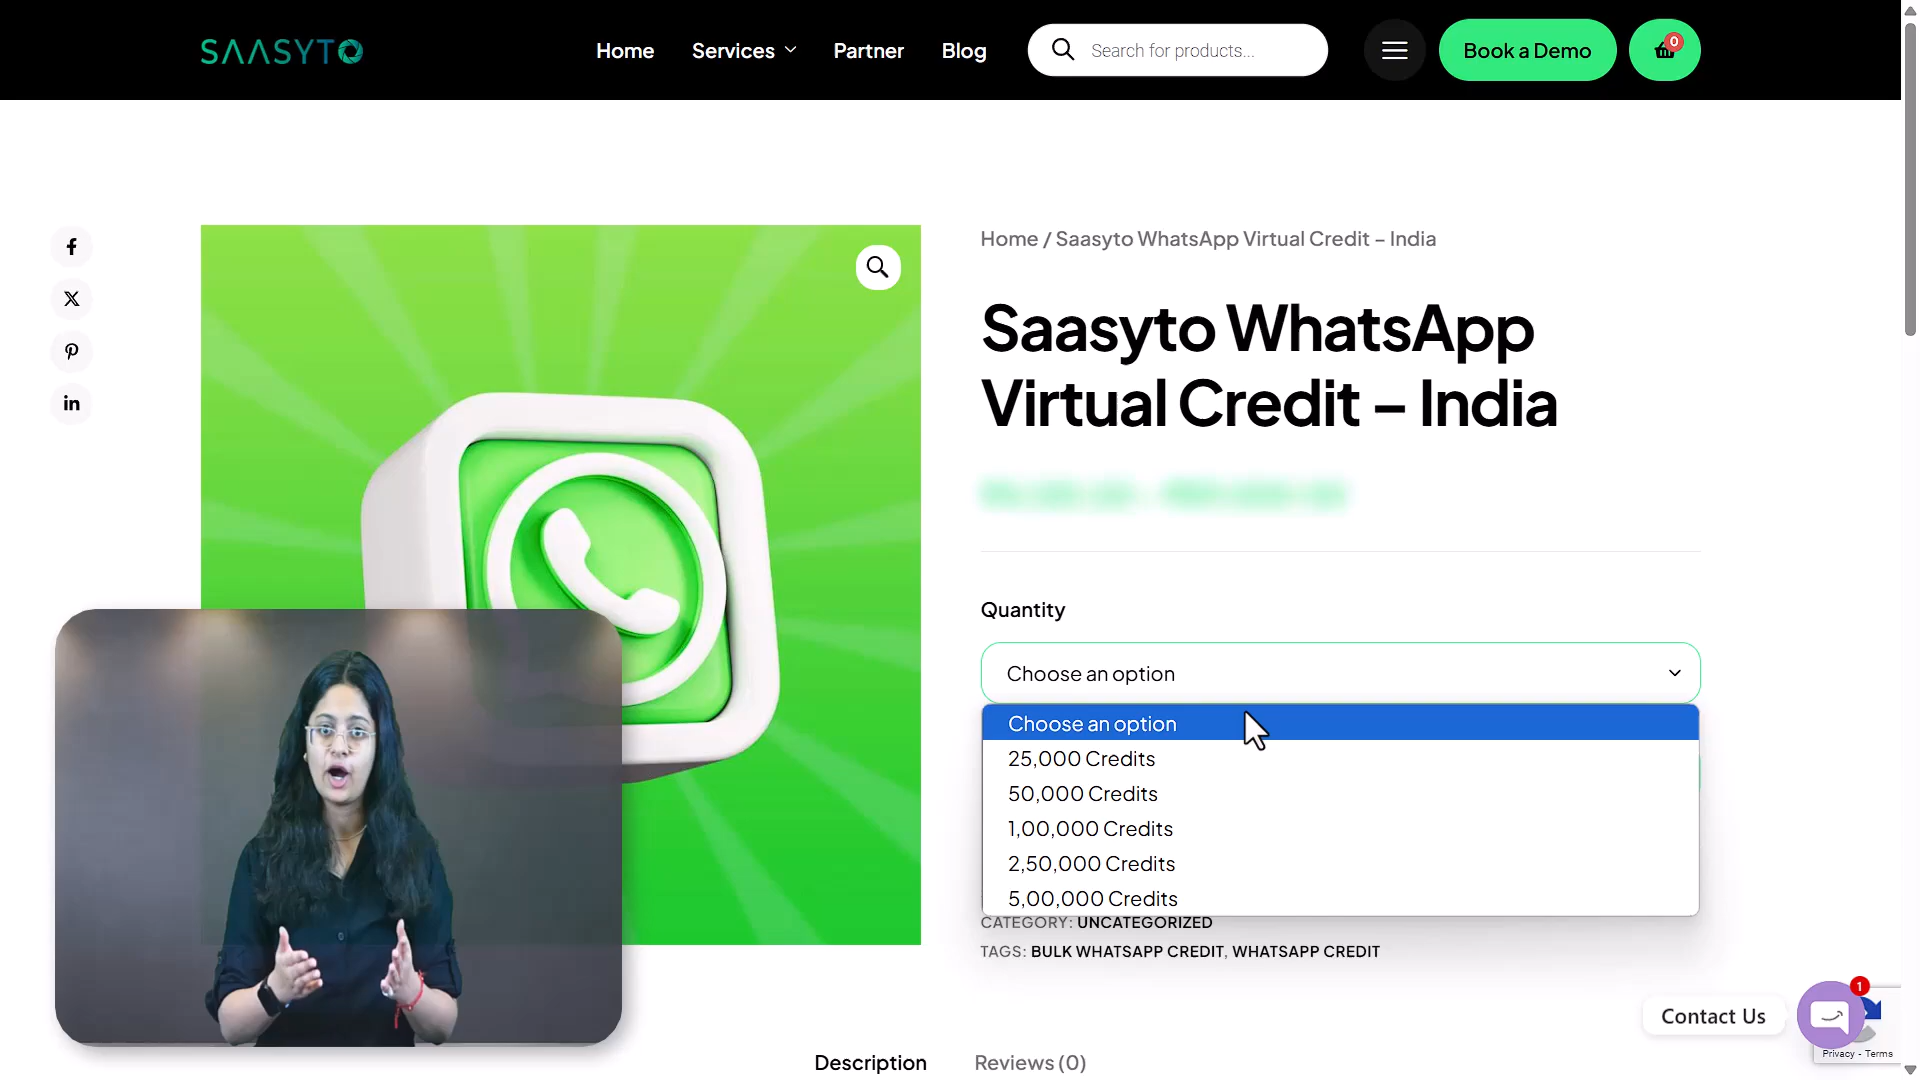 SAASYTO
Home
Services
Partner
Blog
Search for products...
Book a Demo
0
Home / Saasyto WhatsApp Virtual Credit – India
Saasyto WhatsApp
Virtual Credit – India
Quantity
Choose an option
Choose an option
25,000 Credits
50,000 Credits
1,00,000 Credits
2,50,000 Credits
5,00,000 Credits
CATEGORY: UNCATEGORIZED
TAGS: BULK WHATSAPP CREDIT, WHATSAPP CREDIT
1
Contact Us
Privacy - Terms
Description
Reviews (0)